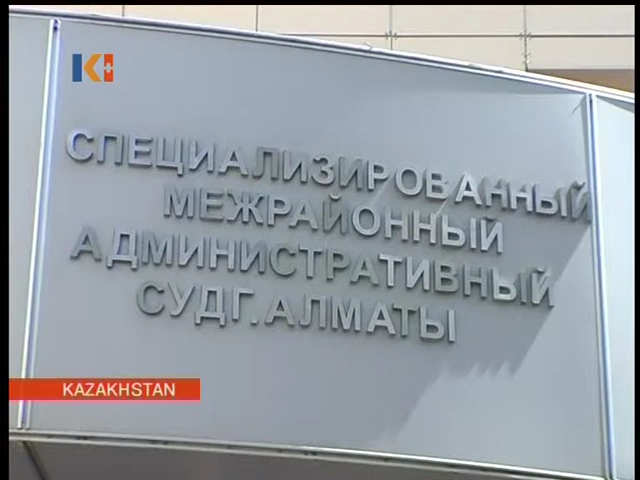 K+
СПЕЦИАЛИЗИРОВАННЫЙ
МЕЖРАЙОННЫЙ
АДМИНИСТРАТИВНЫЙ
СУД Г. АЛМАТЫ
KAZAKHSTAN